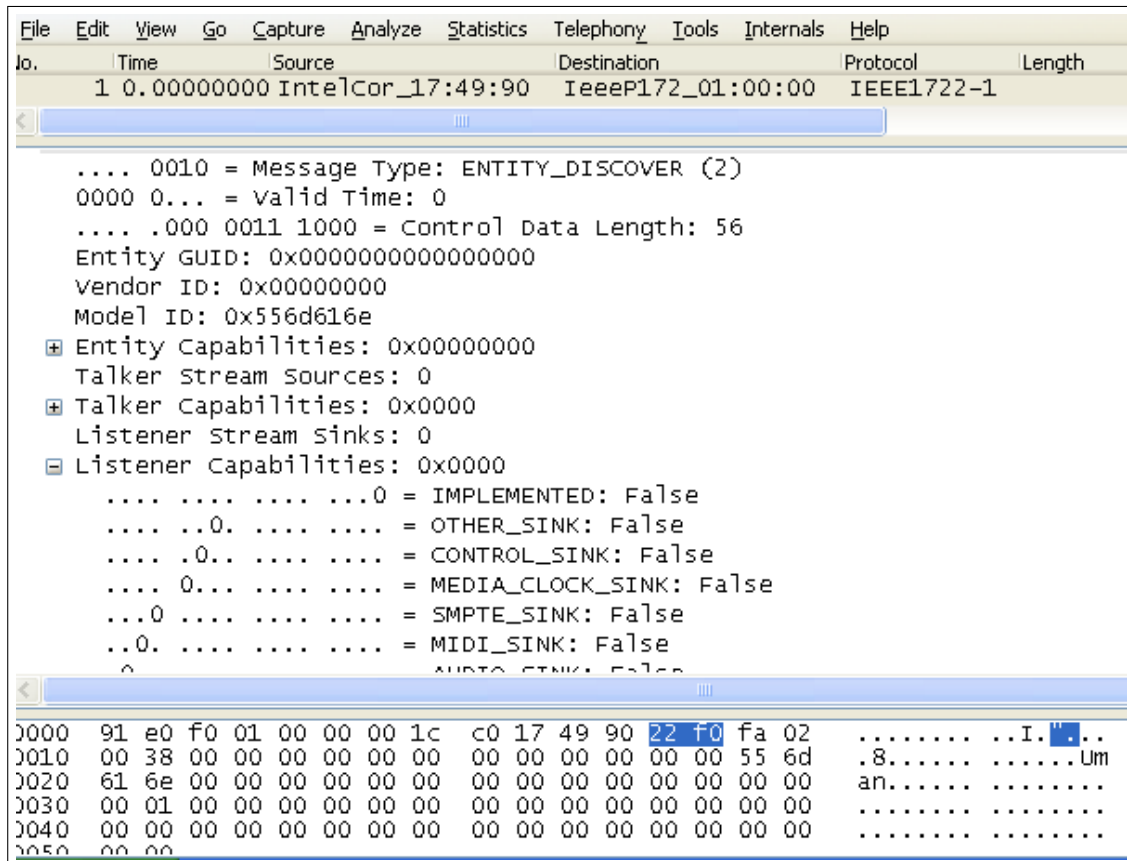 File Edit View Go Capture Analyze Statistics Telephony Tools Internals Help
No. Time Source Destination Protocol Length
1 0.00000000 IntelCor_17:49:90 IeeeP172_01:00:00 IEEE1722-1
.... 0010 = Message Type: ENTITY_DISCOVER (2)
0000 0... = Valid Time: 0
.... .000 0011 1000 = Control Data Length: 56
Entity GUID: 0x0000000000000000
Vendor ID: 0x00000000
Model ID: 0x556d616e
Entity Capabilities: 0x00000000
Talker Stream Sources: 0
Talker Capabilities: 0x0000
Listener Stream Sinks: 0
Listener Capabilities: 0x0000
.... .... .... ...0 = IMPLEMENTED: False
.... ..0. .... .... = OTHER_SINK: False
.... .0.. .... .... = CONTROL_SINK: False
.... 0... .... .... = MEDIA_CLOCK_SINK: False
...0 .... .... .... = SMPTE_SINK: False
..0. .... .... .... = MIDI_SINK: False
AUDIO_SINK: False
0000 91 e0 f0 01 00 00 00 1c c0 17 49 90 22 f0 fa 02 ........ ..I."...
0010 00 38 00 00 00 00 00 00 00 00 00 00 00 00 55 6d .8...... ......Um
0020 61 6e 00 00 00 00 00 00 00 00 00 00 00 00 00 00 an...... ........
0030 00 01 00 00 00 00 00 00 00 00 00 00 00 00 00 00 ........ ........
0040 00 00 00 00 00 00 00 00 00 00 00 00 00 00 00 00 ........ ........
0050 00 00